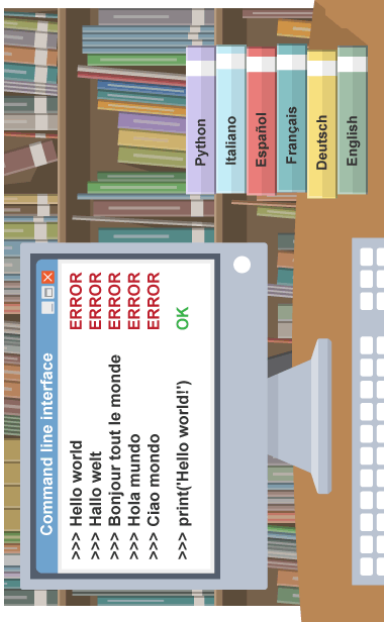 Command line interface
>>> Hello world ERROR
>>> Hallo welt ERROR
>>> Bonjour tout le monde ERROR
>>> Hola mundo ERROR
>>> Ciao mondo ERROR
>>> print('Hello world!') OK
Python
Italiano
Español
Français
Deutsch
English